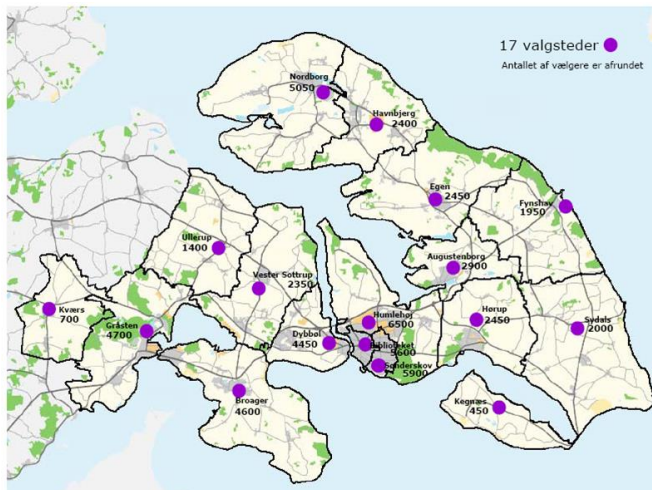 17 valgsteder
Antallet af vælgere er afrundet
Nordborg
5050
Havnbjerg
2400
Egen
2450
Fynshav
1950
Ullerup
1400
Augustenborg
2900
Vester Sottrup
2350
Kværs
700
Gråsten
4700
Humlehøj
6500
Hørup
2450
Sydals
2000
Dybbøl
4450
Biblioteket
5600
Sønderskov
5900
Broager
4600
Kegnæs
450